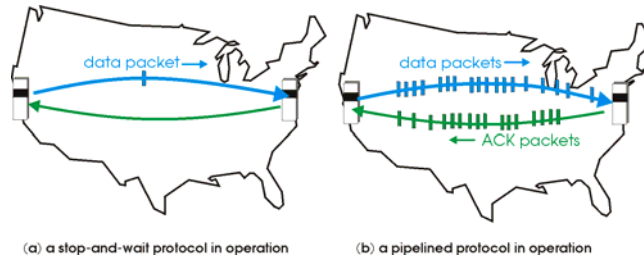 data packet
data packets
ACK packets
(a) a stop-and-wait protocol in operation
(b) a pipelined protocol in operation